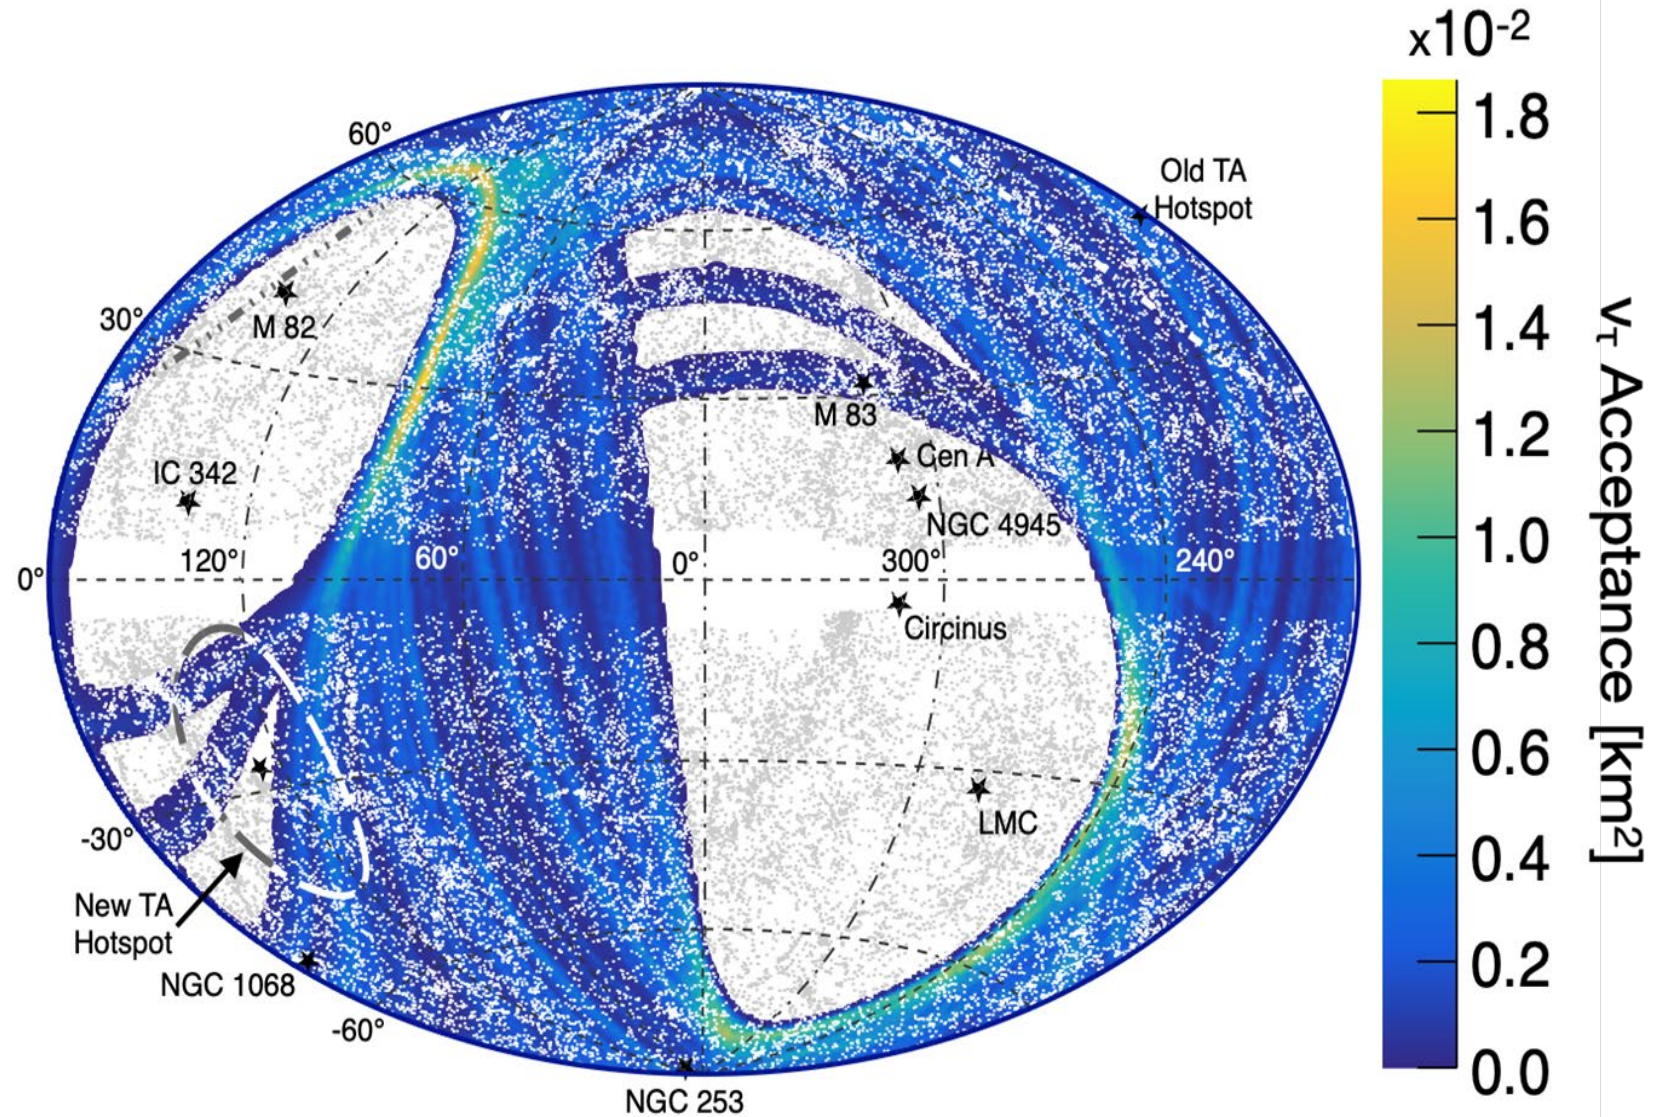 x10⁻²
1.8
1.6
1.4
1.2
1.0
0.8
0.6
0.4
0.2
0.0
ντ Acceptance [km²]
60°
30°
0°
-30°
-60°
120°
60°
0°
300°
240°
Old TA
Hotspot
M 82
IC 342
M 83
Cen A
NGC 4945
Circinus
LMC
New TA
Hotspot
NGC 1068
NGC 253